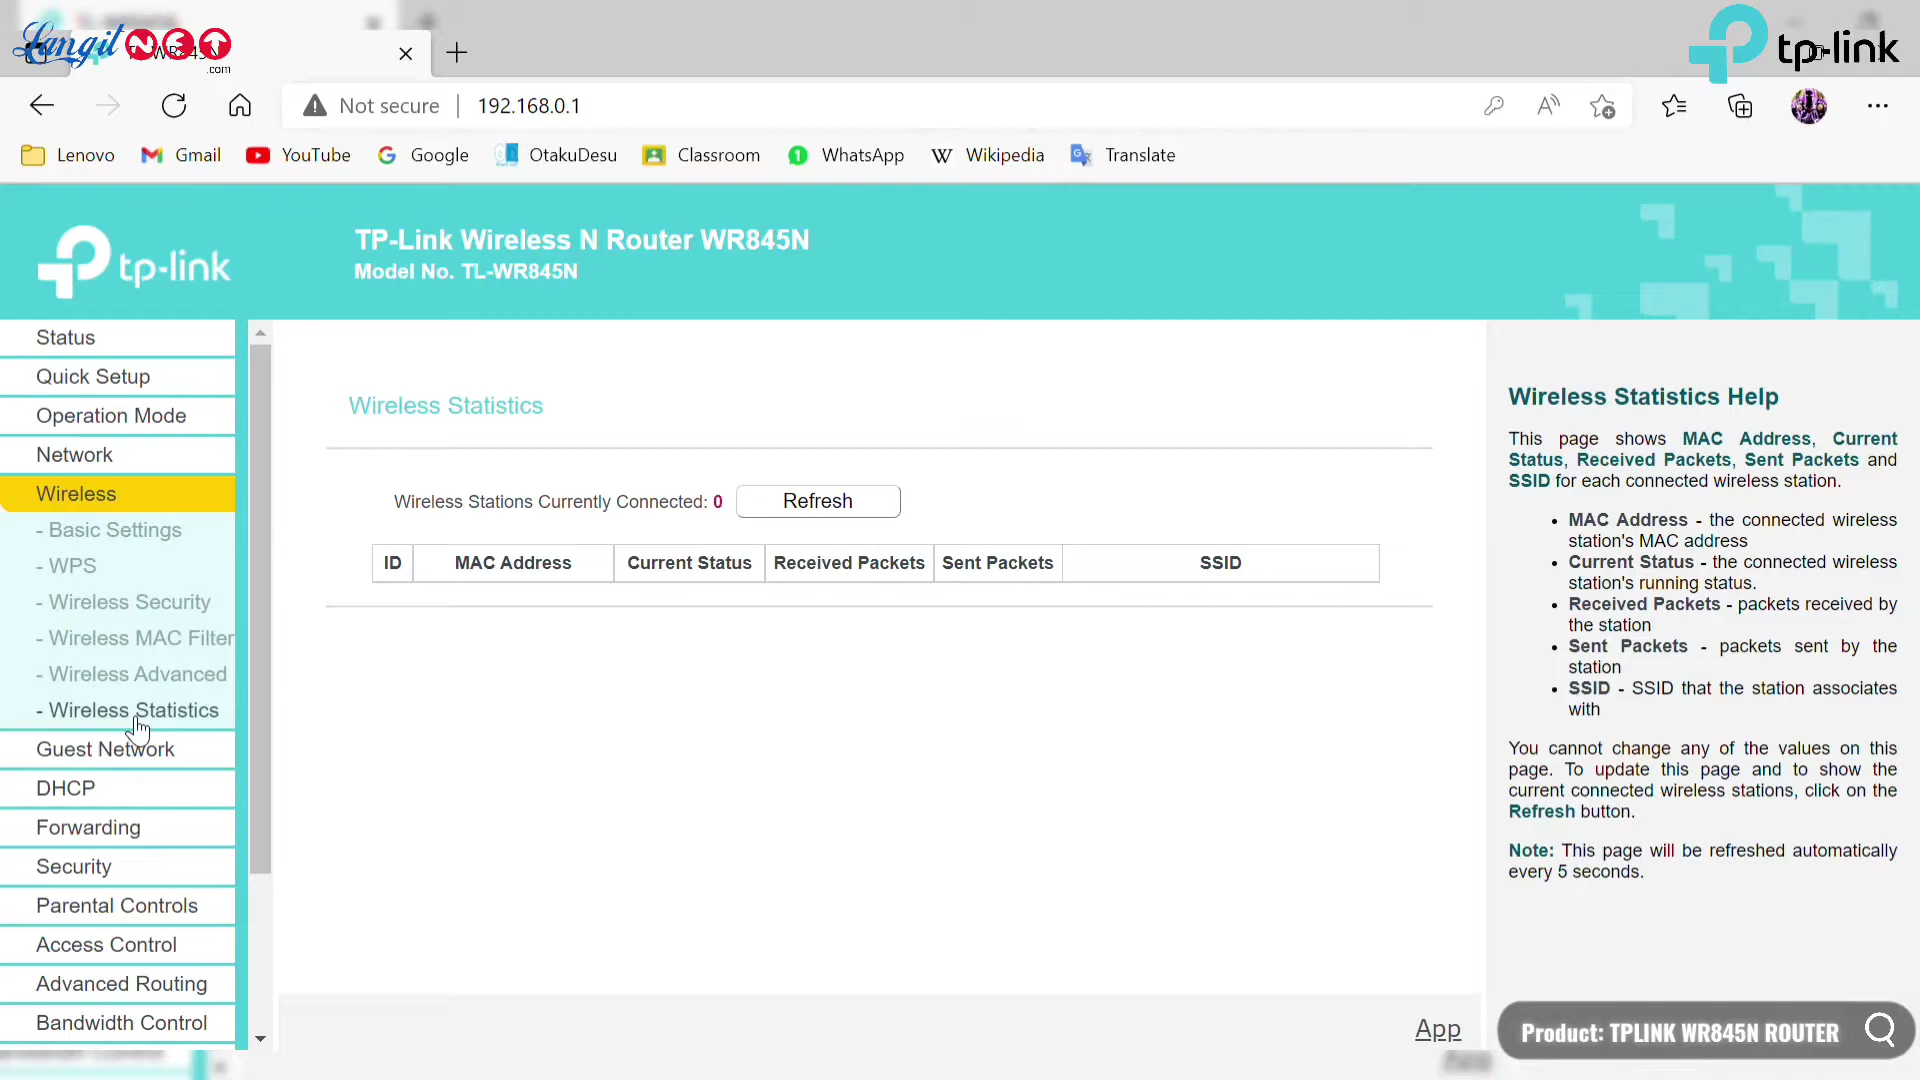 Langit NET
.com
tp-link
Not secure
192.168.0.1
Lenovo
Gmail
YouTube
Google
OtakuDesu
Classroom
WhatsApp
Wikipedia
Translate
tp-link
TP-Link Wireless N Router WR845N
Model No. TL-WR845N
Status
Quick Setup
Operation Mode
Network
Wireless
- Basic Settings
- WPS
- Wireless Security
- Wireless MAC Filter
- Wireless Advanced
- Wireless Statistics
Guest Network
DHCP
Forwarding
Security
Parental Controls
Access Control
Advanced Routing
Bandwidth Control
Wireless Statistics
Wireless Stations Currently Connected: 0 Refresh
ID MAC Address Current Status Received Packets Sent Packets SSID
App
Wireless Statistics Help
This page shows MAC Address, Current
Status, Received Packets, Sent Packets and
SSID for each connected wireless station.
• MAC Address - the connected wireless
station's MAC address
• Current Status - the connected wireless
station's running status.
• Received Packets - packets received by
the station
• Sent Packets - packets sent by the
station
• SSID - SSID that the station associates
with
You cannot change any of the values on this
page. To update this page and to show the
current connected wireless stations, click on the
Refresh button.
Note: This page will be refreshed automatically
every 5 seconds.
Product: TPLINK WR845N ROUTER